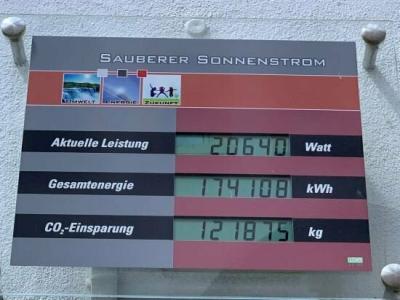 SAUBERER SONNENSTROM
UMWELT ENERGIE ZUKUNFT
Aktuelle Leistung 20640 Watt
Gesamtenergie 174108 kWh
CO₂-Einsparung 121875 kg